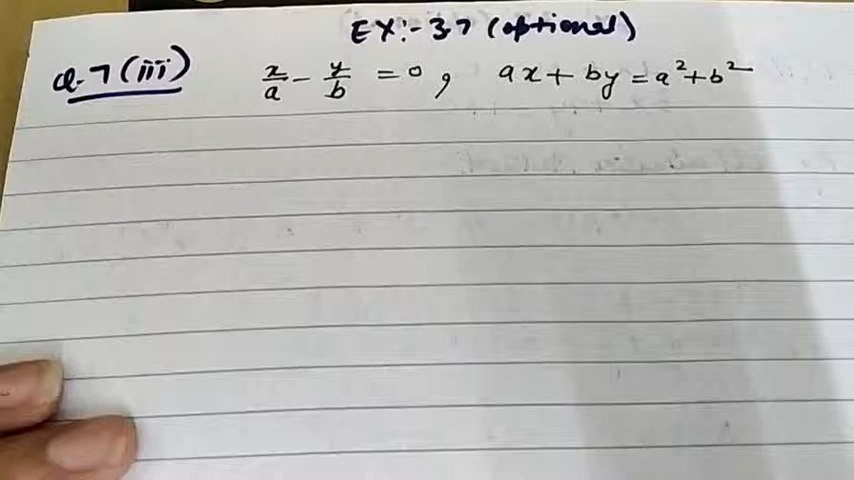 EX:- 3.7 (optional)
Q.7 (iii) x/a - y/b = 0, ax + by = a² + b²